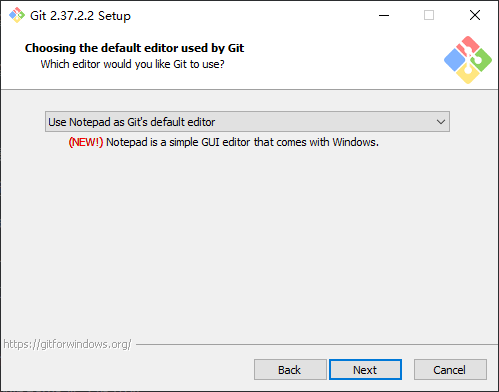 Git 2.37.2.2 Setup
Choosing the default editor used by Git
Which editor would you like Git to use?
Use Notepad as Git's default editor
(NEW!) Notepad is a simple GUI editor that comes with Windows.
https://gitforwindows.org/
Back Next Cancel